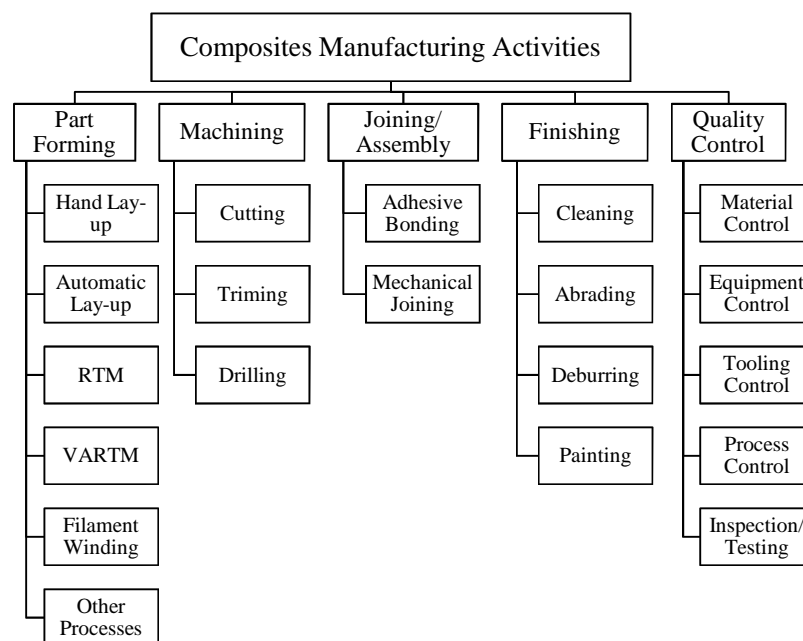 Composites Manufacturing Activities
Part
Forming
Machining
Joining/
Assembly
Finishing
Quality
Control
Hand Lay-
up
Automatic
Lay-up
RTM
VARTM
Filament
Winding
Other
Processes
Cutting
Triming
Drilling
Adhesive
Bonding
Mechanical
Joining
Cleaning
Abrading
Deburring
Painting
Material
Control
Equipment
Control
Tooling
Control
Process
Control
Inspection/
Testing